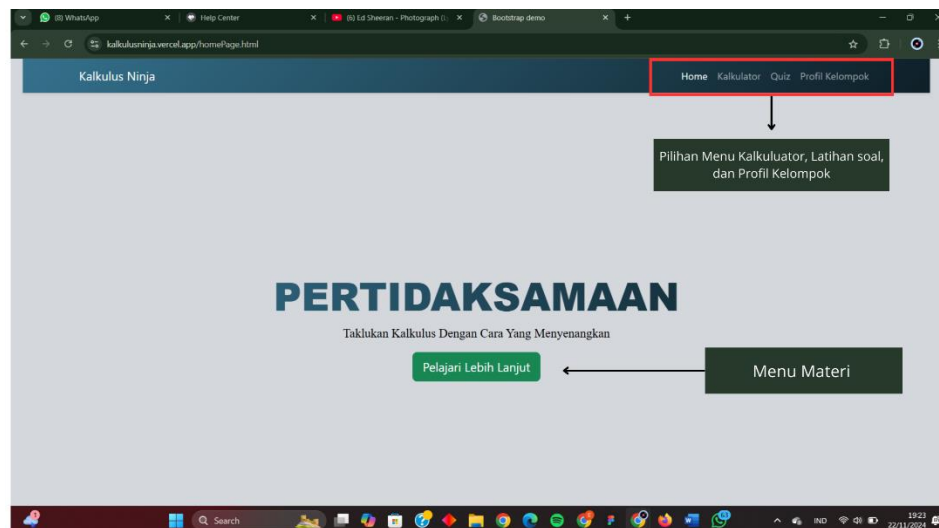 (8) WhatsApp
Help Center
(6) Ed Sheeran - Photograph
Bootstrap demo
kalkulusninja.vercel.app/homePage.html
Kalkulus Ninja
Home Kalkulator Quiz Profil Kelompok
Pilihan Menu Kalkuluator, Latihan soal,
dan Profil Kelompok
PERTIDAKSAMAAN
Taklukan Kalkulus Dengan Cara Yang Menyenangkan
Pelajari Lebih Lanjut
Menu Materi
Search
IND
19:23
22/11/2024